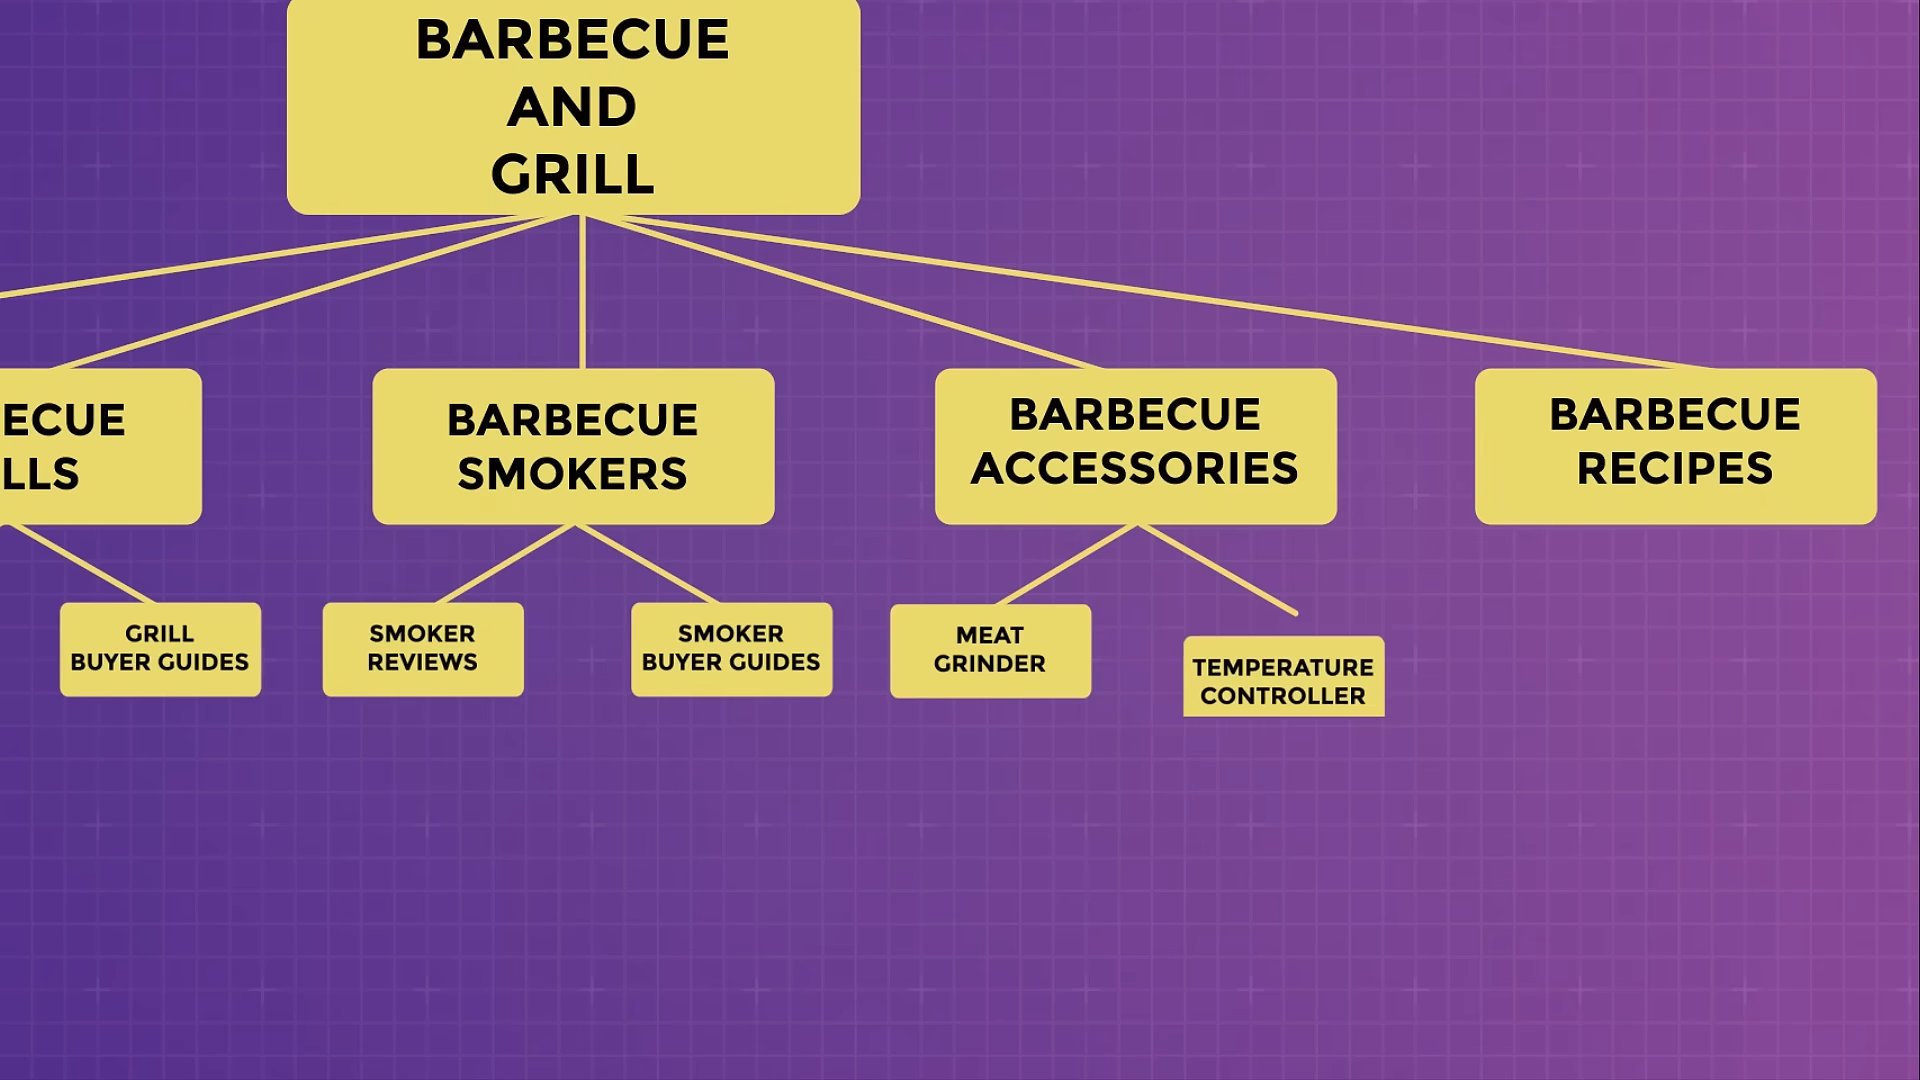 BARBECUE
AND
GRILL
ECUE
LLS
BARBECUE
SMOKERS
BARBECUE
ACCESSORIES
BARBECUE
RECIPES
GRILL
BUYER GUIDES
SMOKER
REVIEWS
SMOKER
BUYER GUIDES
MEAT
GRINDER
TEMPERATURE
CONTROLLER